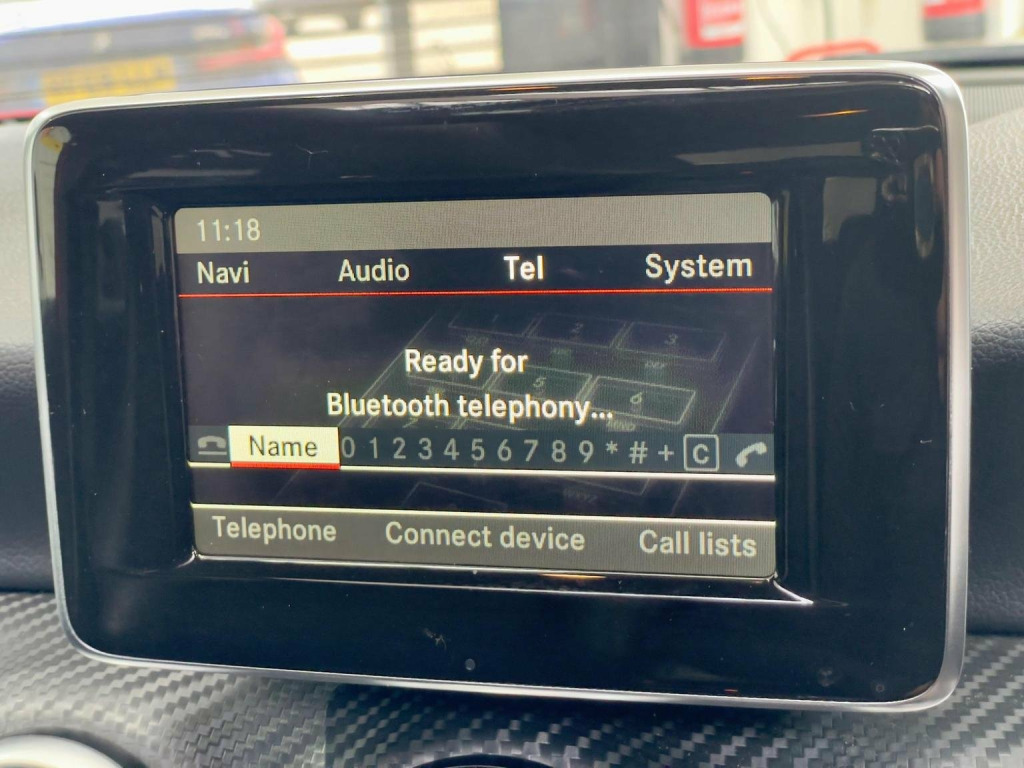 11:18
Navi Audio Tel System
Ready for
Bluetooth telephony...
Name 0 1 2 3 4 5 6 7 8 9 * # + C
Telephone Connect device Call lists